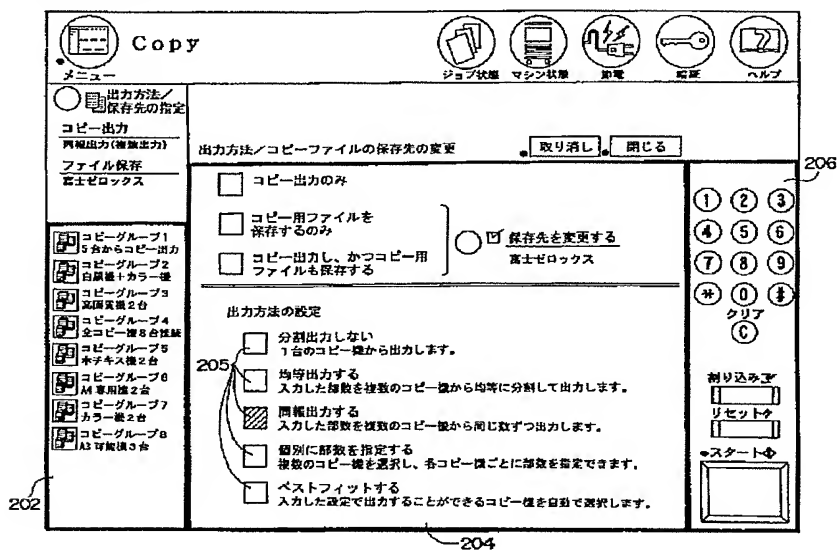 Copy
メニュー
ジョブ状態
マシン状態
節電
暗証
ヘルプ
出力方法/
保存先の指定
コピー出力
同報出力(複数出力)
ファイル保存
富士ゼロックス
出力方法/コピーファイルの保存先の変更
取り消し
閉じる
206
コピーグループ1
5台からコピー出力
コピーグループ2
白黒機+カラー機
コピーグループ3
高画質機2台
コピーグループ4
全コピー機8台接続
コピーグループ5
ホチキス機2台
コピーグループ6
A4専用機2台
コピーグループ7
カラー機2台
コピーグループ8
A3可能機3台
202
コピー出力のみ
コピー用ファイルを
保存するのみ
コピー出力し、かつコピー用
ファイルも保存する
保存先を変更する
富士ゼロックス
出力方法の設定
205
分割出力しない
1台のコピー機から出力します。
均等出力する
入力した部数を複数のコピー機から均等に分割して出力します。
同報出力する
入力した部数を複数のコピー機から同じ数ずつ出力します。
個別に部数を指定する
複数のコピー機を選択し、各コピー機ごとに部数を指定できます。
ベストフィットする
入力した設定で出力することができるコピー機を自動で選択します。
204
1 2 3
4 5 6
7 8 9
* 0 #
クリア
C
割り込み
リセット
スタート